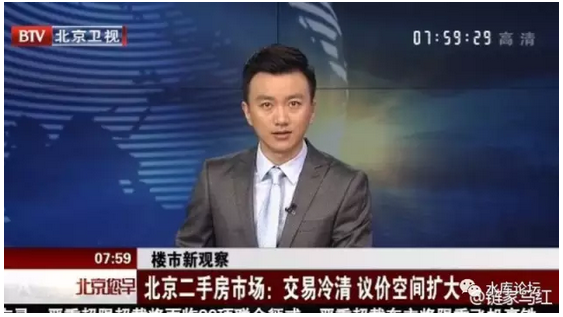 BTV 北京卫视
07:59:29 高清
07:59 楼市新观察
北京您早
北京二手房市场：交易冷清 议价空间扩大
水库论坛
@链家马红